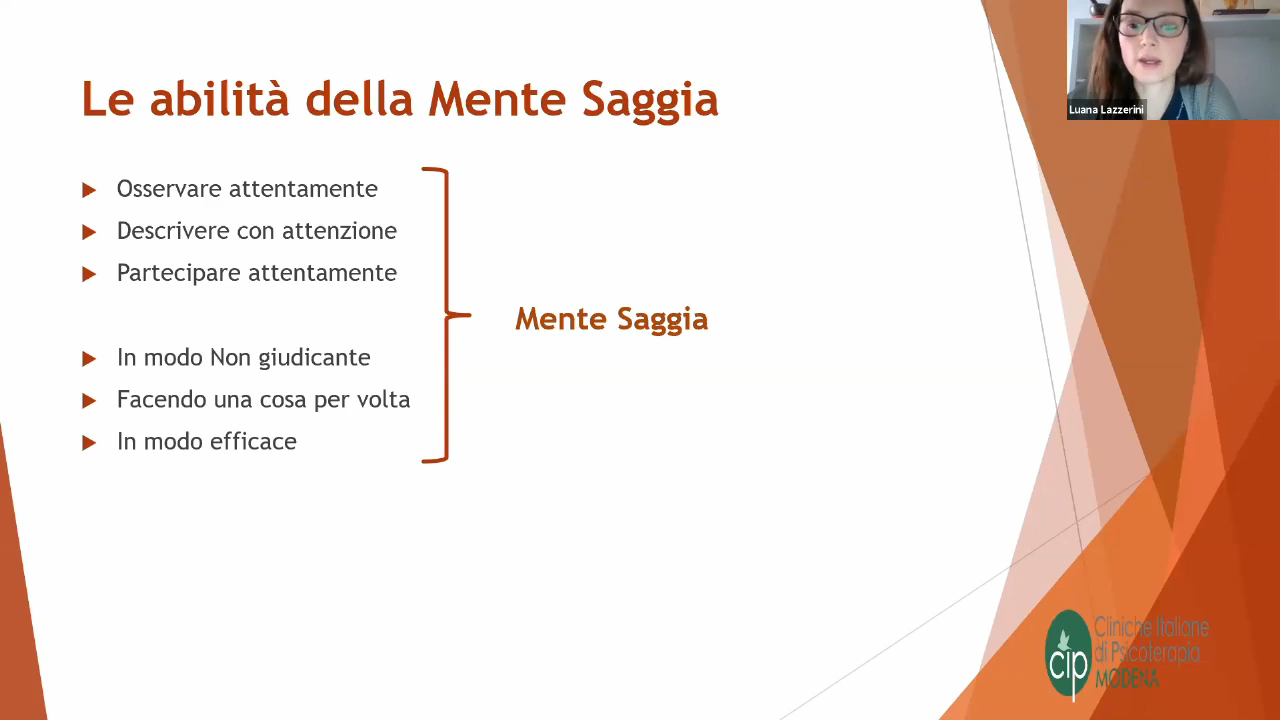 Luana Lazzerini
Le abilità della Mente Saggia
Osservare attentamente
Descrivere con attenzione
Partecipare attentamente
Mente Saggia
In modo Non giudicante
Facendo una cosa per volta
In modo efficace
cip
Cliniche Italiane
di Psicoterapia
MODENA